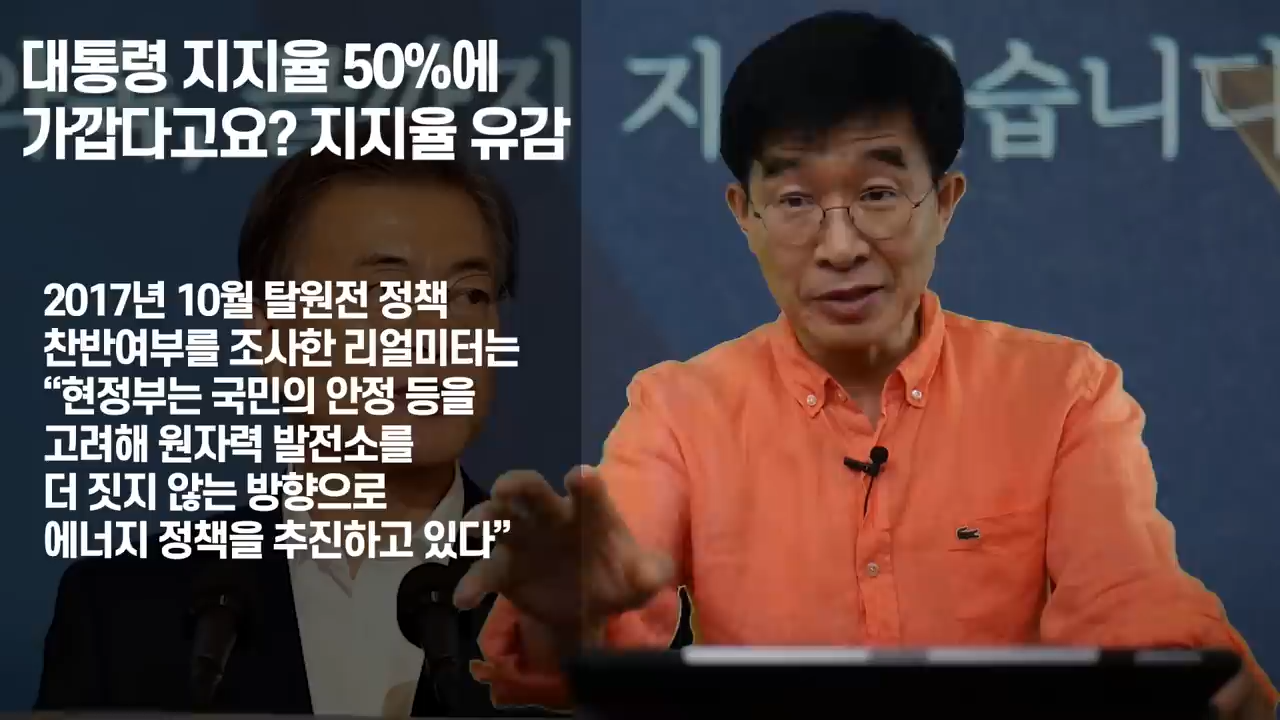 대통령 지지율 50%에
가깝다고요? 지지율 유감
지 습니다
2017년 10월 탈원전 정책
찬반여부를 조사한 리얼미터는
“현정부는 국민의 안정 등을
고려해 원자력 발전소를
더 짓지 않는 방향으로
에너지 정책을 추진하고 있다”